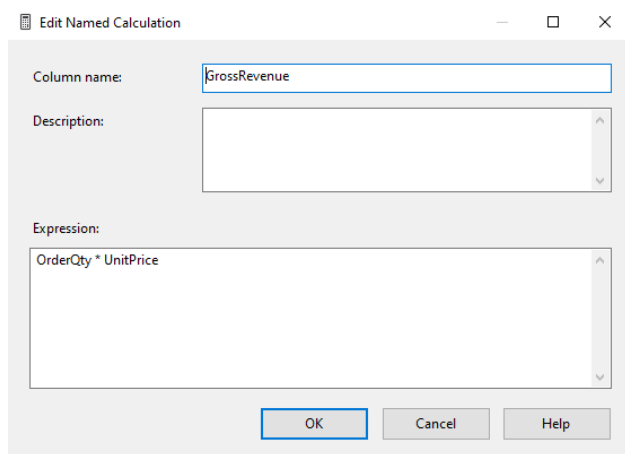 Edit Named Calculation
Column name:
GrossRevenue
Description:
Expression:
OrderQty * UnitPrice
OK
Cancel
Help